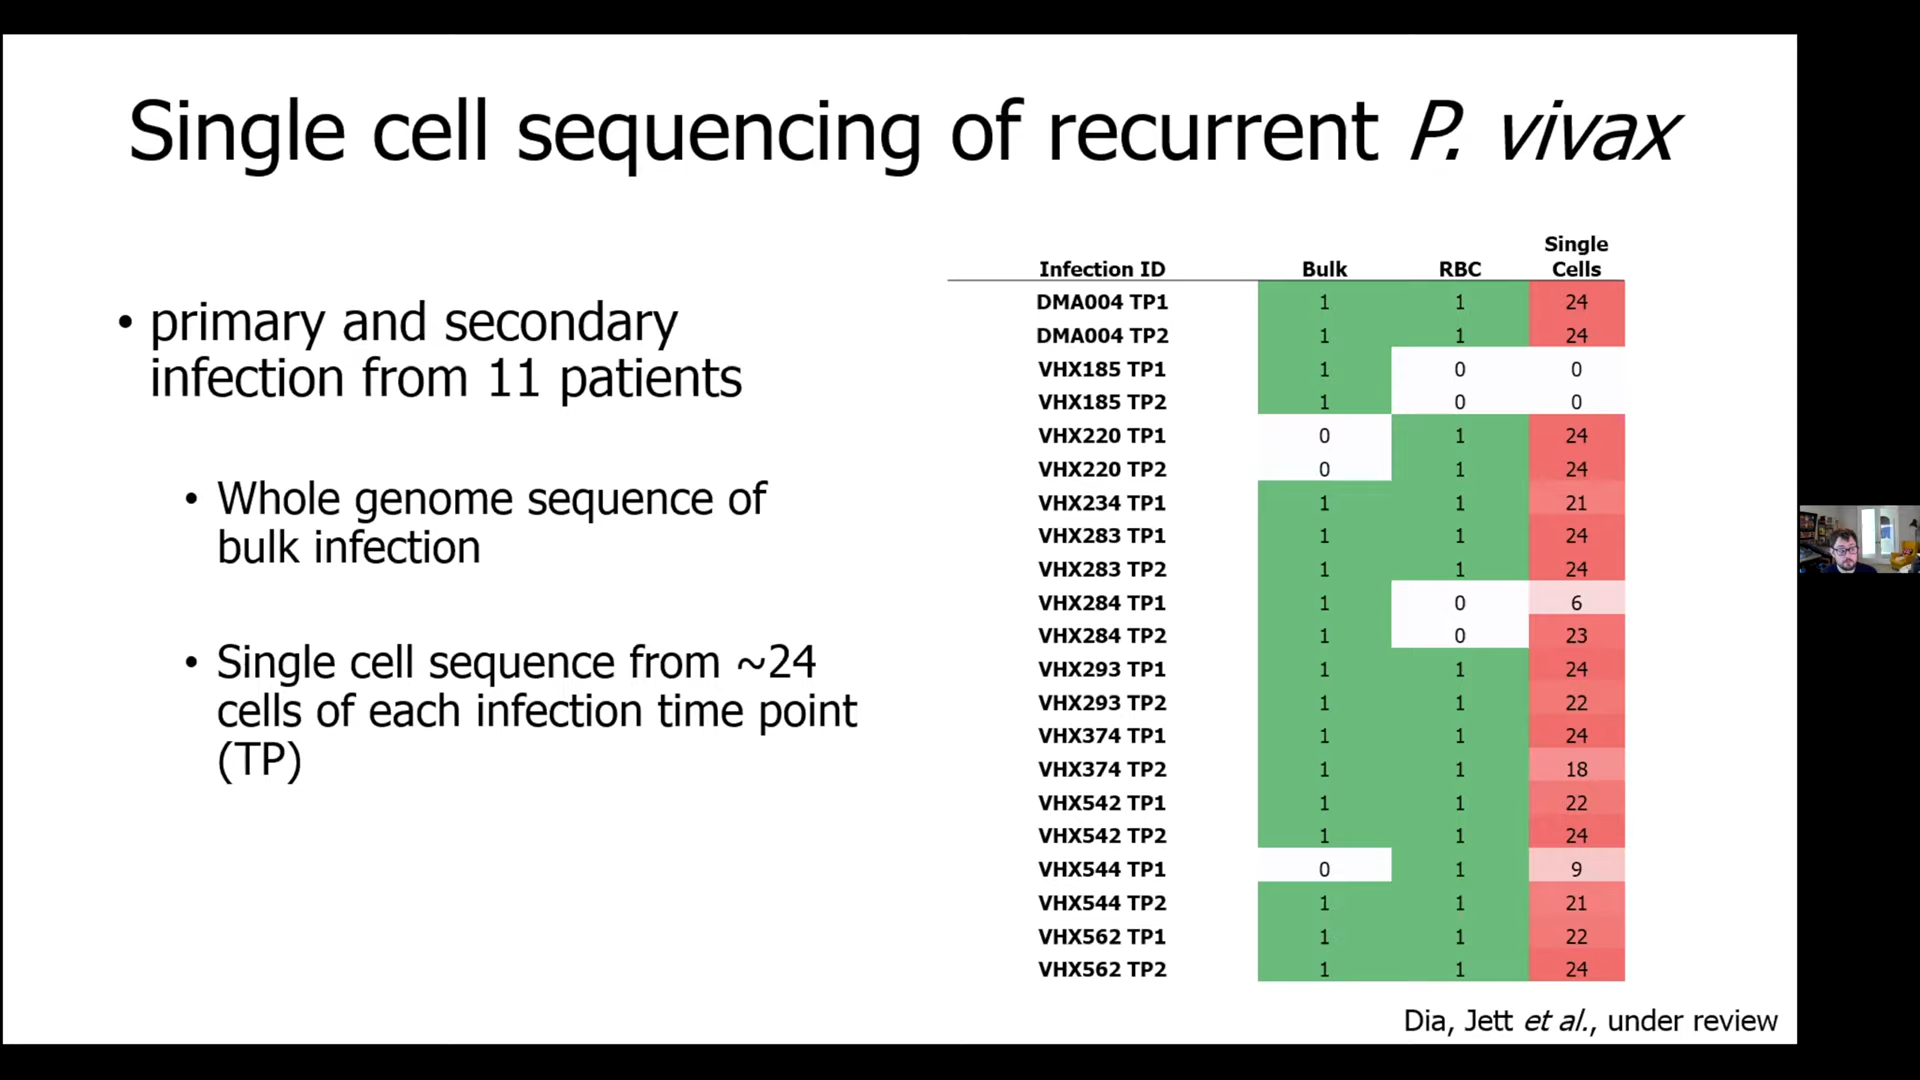 Single cell sequencing of recurrent P. vivax
• primary and secondary
infection from 11 patients
• Whole genome sequence of
bulk infection
• Single cell sequence from ~24
cells of each infection time point
(TP)
Single
Infection ID Bulk RBC Cells
DMA004 TP1 1 1 24
DMA004 TP2 1 1 24
VHX185 TP1 1 0 0
VHX185 TP2 1 0 0
VHX220 TP1 0 1 24
VHX220 TP2 0 1 24
VHX234 TP1 1 1 21
VHX283 TP1 1 1 24
VHX283 TP2 1 1 24
VHX284 TP1 1 0 6
VHX284 TP2 1 0 23
VHX293 TP1 1 1 24
VHX293 TP2 1 1 22
VHX374 TP1 1 1 24
VHX374 TP2 1 1 18
VHX542 TP1 1 1 22
VHX542 TP2 1 1 24
VHX544 TP1 0 1 9
VHX544 TP2 1 1 21
VHX562 TP1 1 1 22
VHX562 TP2 1 1 24
Dia, Jett et al., under review